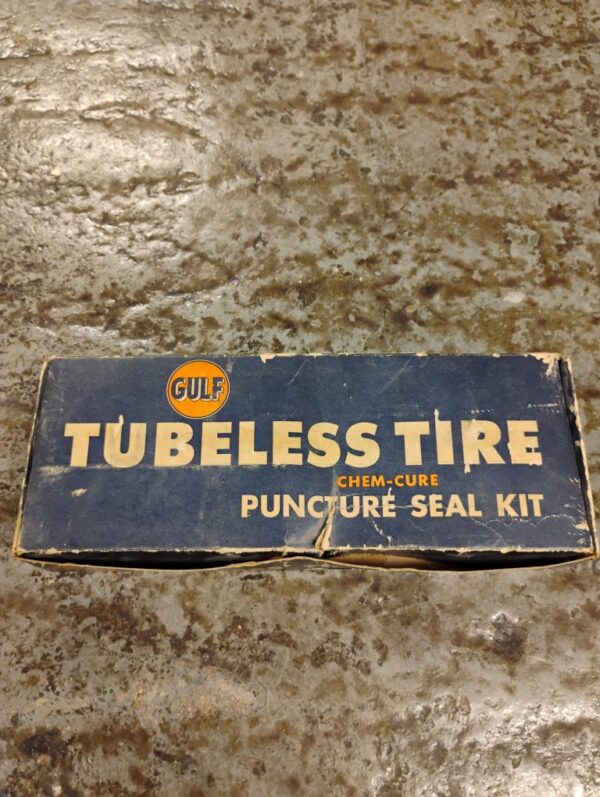 GULF
TUBELESS TIRE
CHEM-CURE
PUNCTURE SEAL KIT